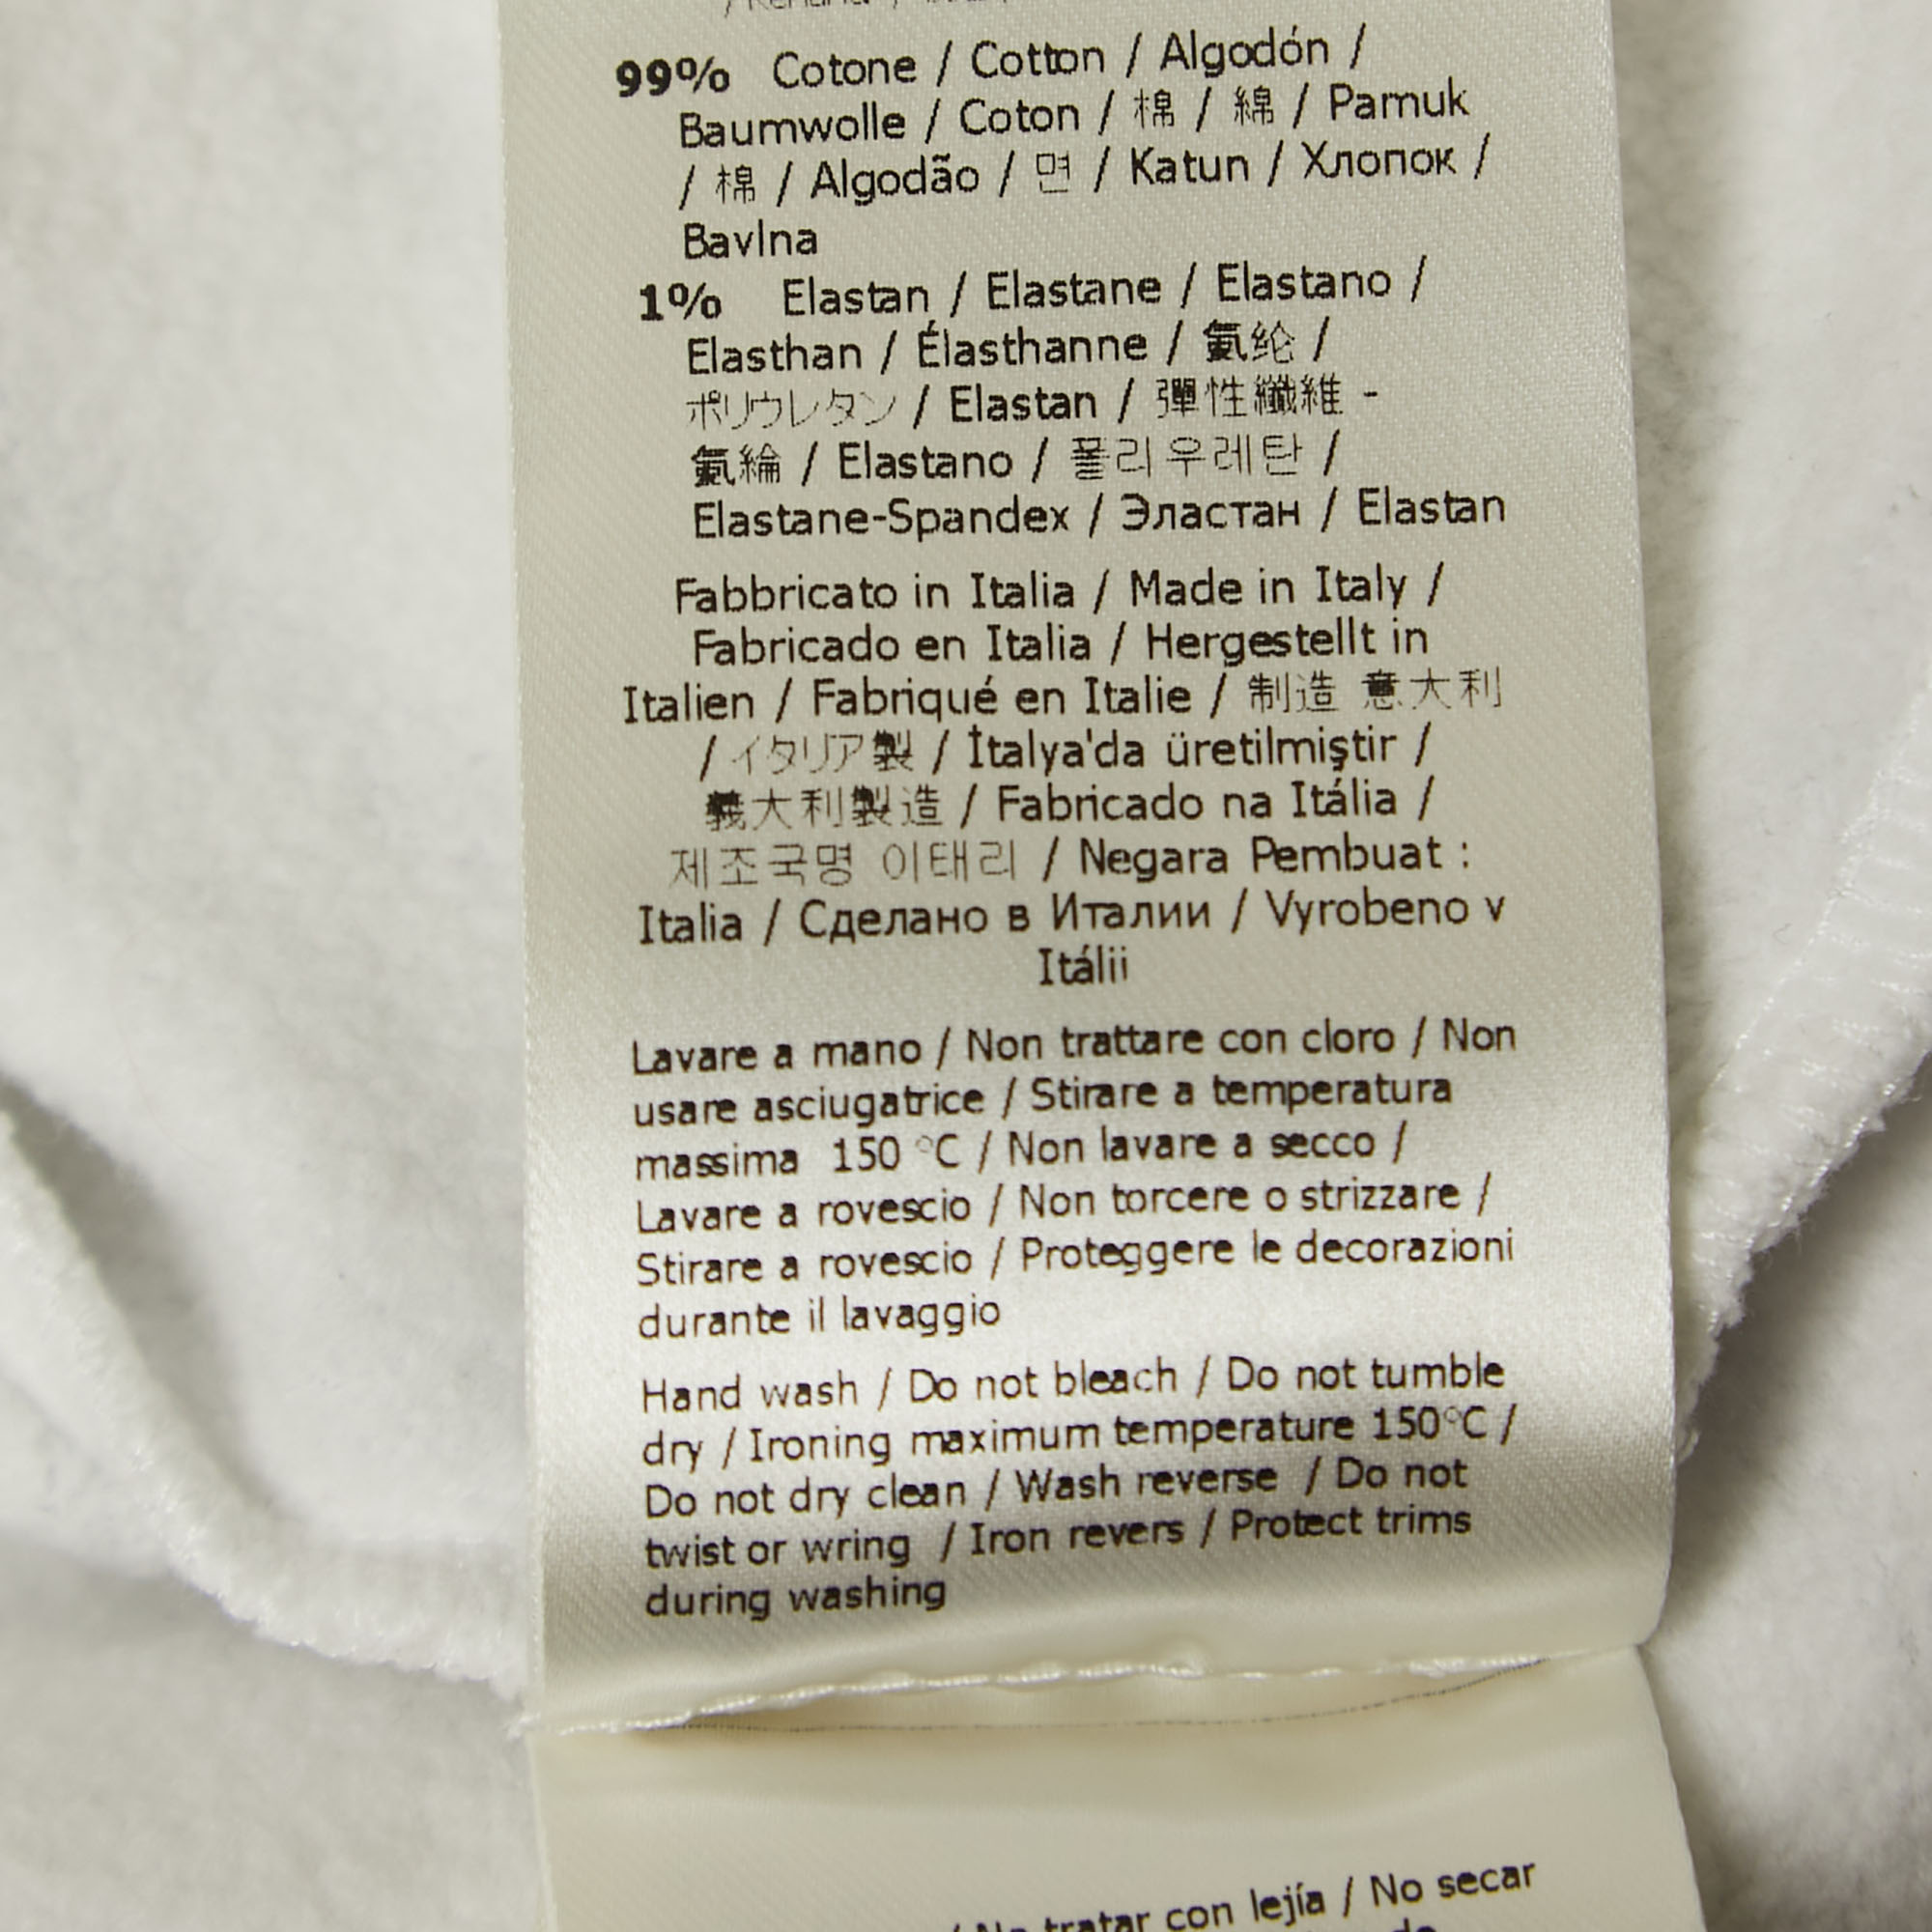 99% Cotone / Cotton / Algodón /
Baumwolle / Coton / 棉 / 綿 / Pamuk
/ 棉 / Algodão / 면 / Katun / Хлопок /
Bavlna
1% Elastan / Elastane / Elastano /
Elasthan / Élasthanne / 氨纶 /
ポリウレタン / Elastan / 彈性纖維 -
氨綸 / Elastano / 폴리우레탄 /
Elastane-Spandex / Эластан / Elastan
Fabbricato in Italia / Made in Italy /
Fabricado en Italia / Hergestellt in
Italien / Fabriqué en Italie / 制造 意大利
/ イタリア製 / İtalya'da üretilmiştir /
義大利製造 / Fabricado na Itália /
제조국명 이태리 / Negara Pembuat :
Italia / Сделано в Италии / Vyrobeno v
Itálii
Lavare a mano / Non trattare con cloro / Non
usare asciugatrice / Stirare a temperatura
massima 150 °C / Non lavare a secco /
Lavare a rovescio / Non torcere o strizzare /
Stirare a rovescio / Proteggere le decorazioni
durante il lavaggio
Hand wash / Do not bleach / Do not tumble
dry / Ironing maximum temperature 150°C /
Do not dry clean / Wash reverse / Do not
twist or wring / Iron revers / Protect trims
during washing
/ No tratar con lejía / No secar